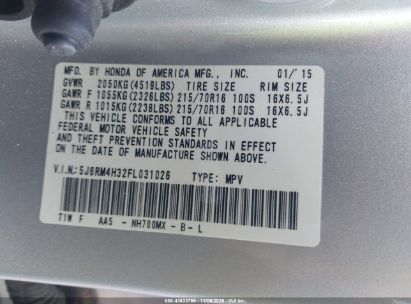 MFD. BY HONDA OF AMERICA MFG., INC. 01/'15
GVWR 2050KG(4519LBS) TIRE SIZE RIM SIZE
GAWR F 1055KG(2326LBS) 215/70R16 100S 16X6.5J
GAWR R 1015KG(2238LBS) 215/70R16 100S 16X6.5J
THIS VEHICLE CONFORMS TO ALL APPLICABLE
FEDERAL MOTOR VEHICLE SAFETY
AND THEFT PREVENTION STANDARDS IN EFFECT
ON THE DATE OF MANUFACTURE SHOWN ABOVE.
V.I.N.:5J6RM4H32FL031026 TYPE: MPV
T1W F AA5 - NH700MX - B - L